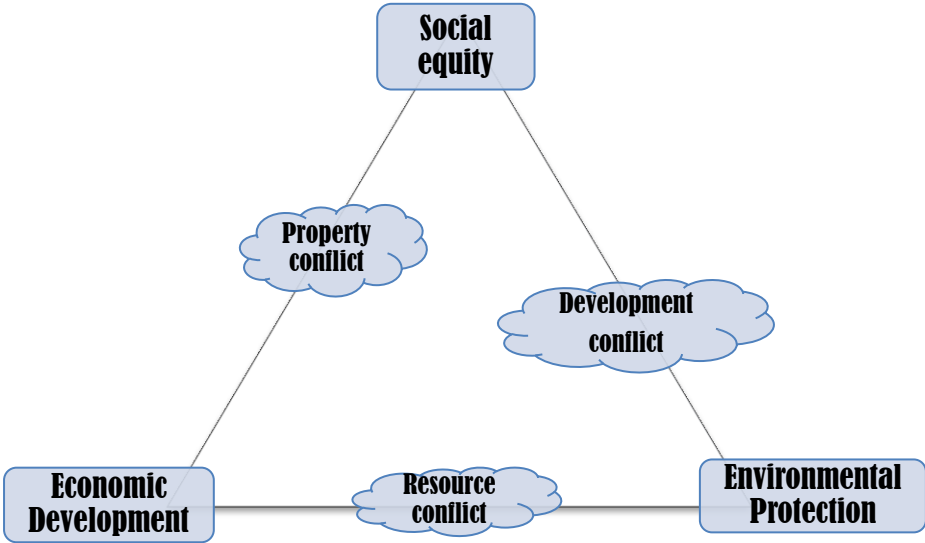 Social
equity
Property
conflict
Development
conflict
Economic
Development
Resource
conflict
Environmental
Protection